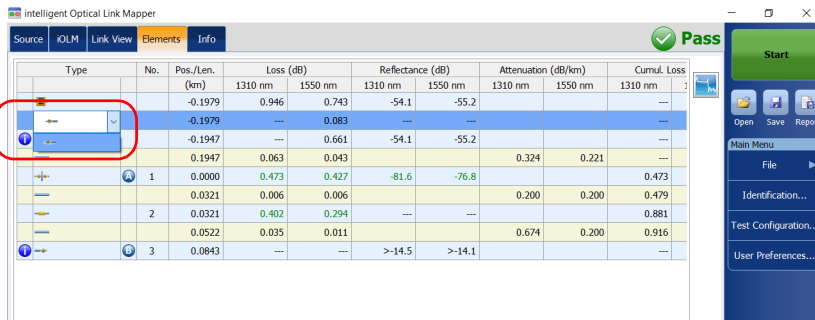 intelligent Optical Link Mapper
Source iOLM Link View Elements Info Pass
Type No. Pos./Len. Loss (dB) Reflectance (dB) Attenuation (dB/km) Cumul. Loss
(km) 1310 nm 1550 nm 1310 nm 1550 nm 1310 nm 1550 nm 1310 nm
-0.1979 0.946 0.743 -54.1 -55.2 ---
-0.1979 --- 0.083 --- --- ---
i -0.1947 --- 0.661 -54.1 -55.2 ---
0.1947 0.063 0.043 0.324 0.221 ---
A 1 0.0000 0.473 0.427 -81.6 -76.8 0.473
0.0321 0.006 0.006 0.200 0.200 0.479
2 0.0321 0.402 0.294 --- --- 0.881
0.0522 0.035 0.011 0.674 0.200 0.916
i B 3 0.0843 --- --- >-14.5 >-14.1 ---
Start
Open Save Repo
Main Menu
File
Identification...
Test Configuration..
User Preferences...